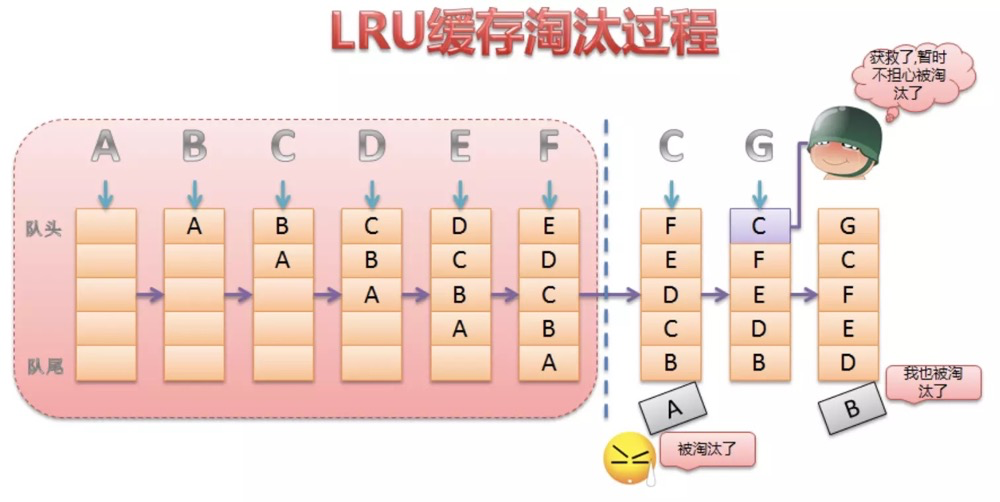 LRU缓存淘汰过程
获救了,暂时
不担心被淘
汰了
A B C D E F C G
队头 A B C D E F C G
A B C D E F C
A B C D E F
A B C D E
队尾 A B B D
A B
我也被淘
汰了
被淘汰了